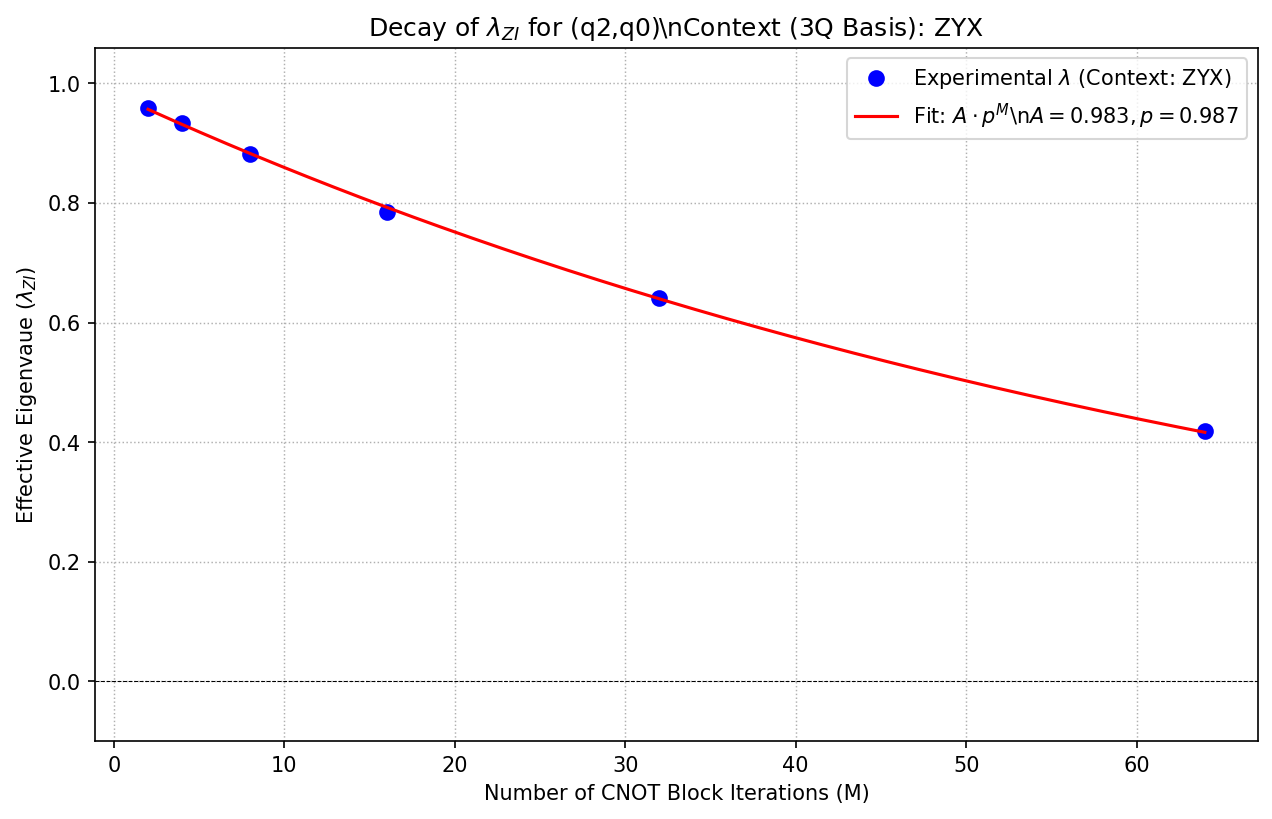 Decay of λ_ZI for (q2,q0)\nContext (3Q Basis): ZYX
Experimental λ (Context: ZYX)
Fit: A · p^M\nA = 0.983, p = 0.987
Effective Eigenvaue (λ_ZI)
1.0
0.8
0.6
0.4
0.2
0.0
0 10 20 30 40 50 60
Number of CNOT Block Iterations (M)